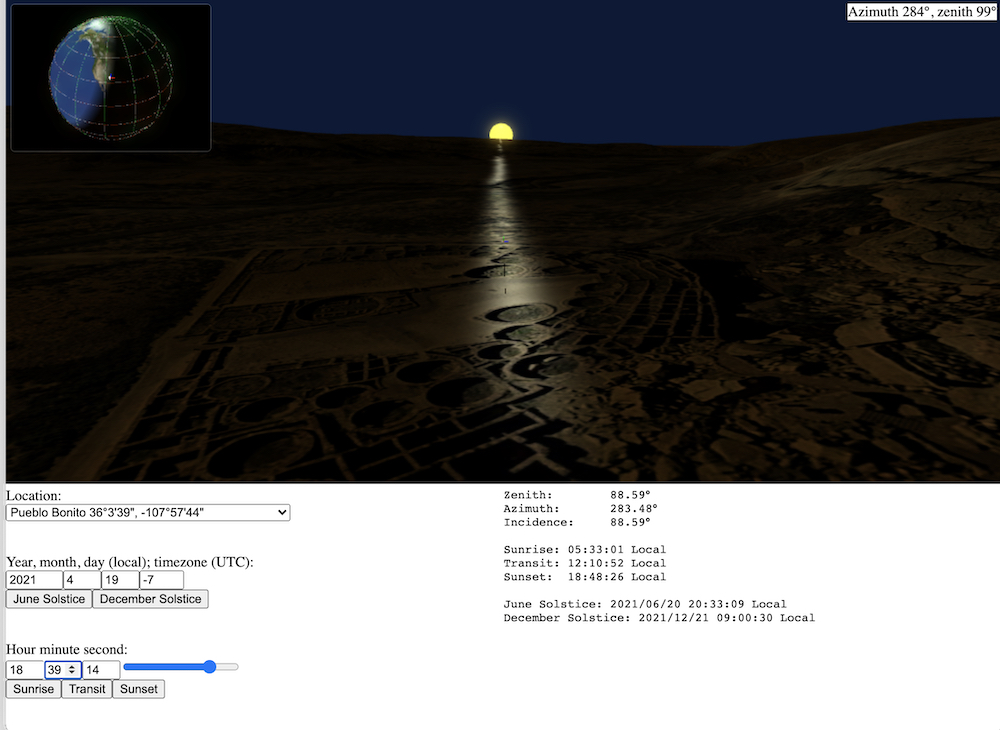 Azimuth 284°, zenith 99°
Location:
Pueblo Bonito 36°3'39", -107°57'44"
Year, month, day (local); timezone (UTC):
2021 4 19 -7
June Solstice December Solstice
Hour minute second:
18 39 14
Sunrise Transit Sunset
Zenith: 88.59°
Azimuth: 283.48°
Incidence: 88.59°
Sunrise: 05:33:01 Local
Transit: 12:10:52 Local
Sunset: 18:48:26 Local
June Solstice: 2021/06/20 20:33:09 Local
December Solstice: 2021/12/21 09:00:30 Local